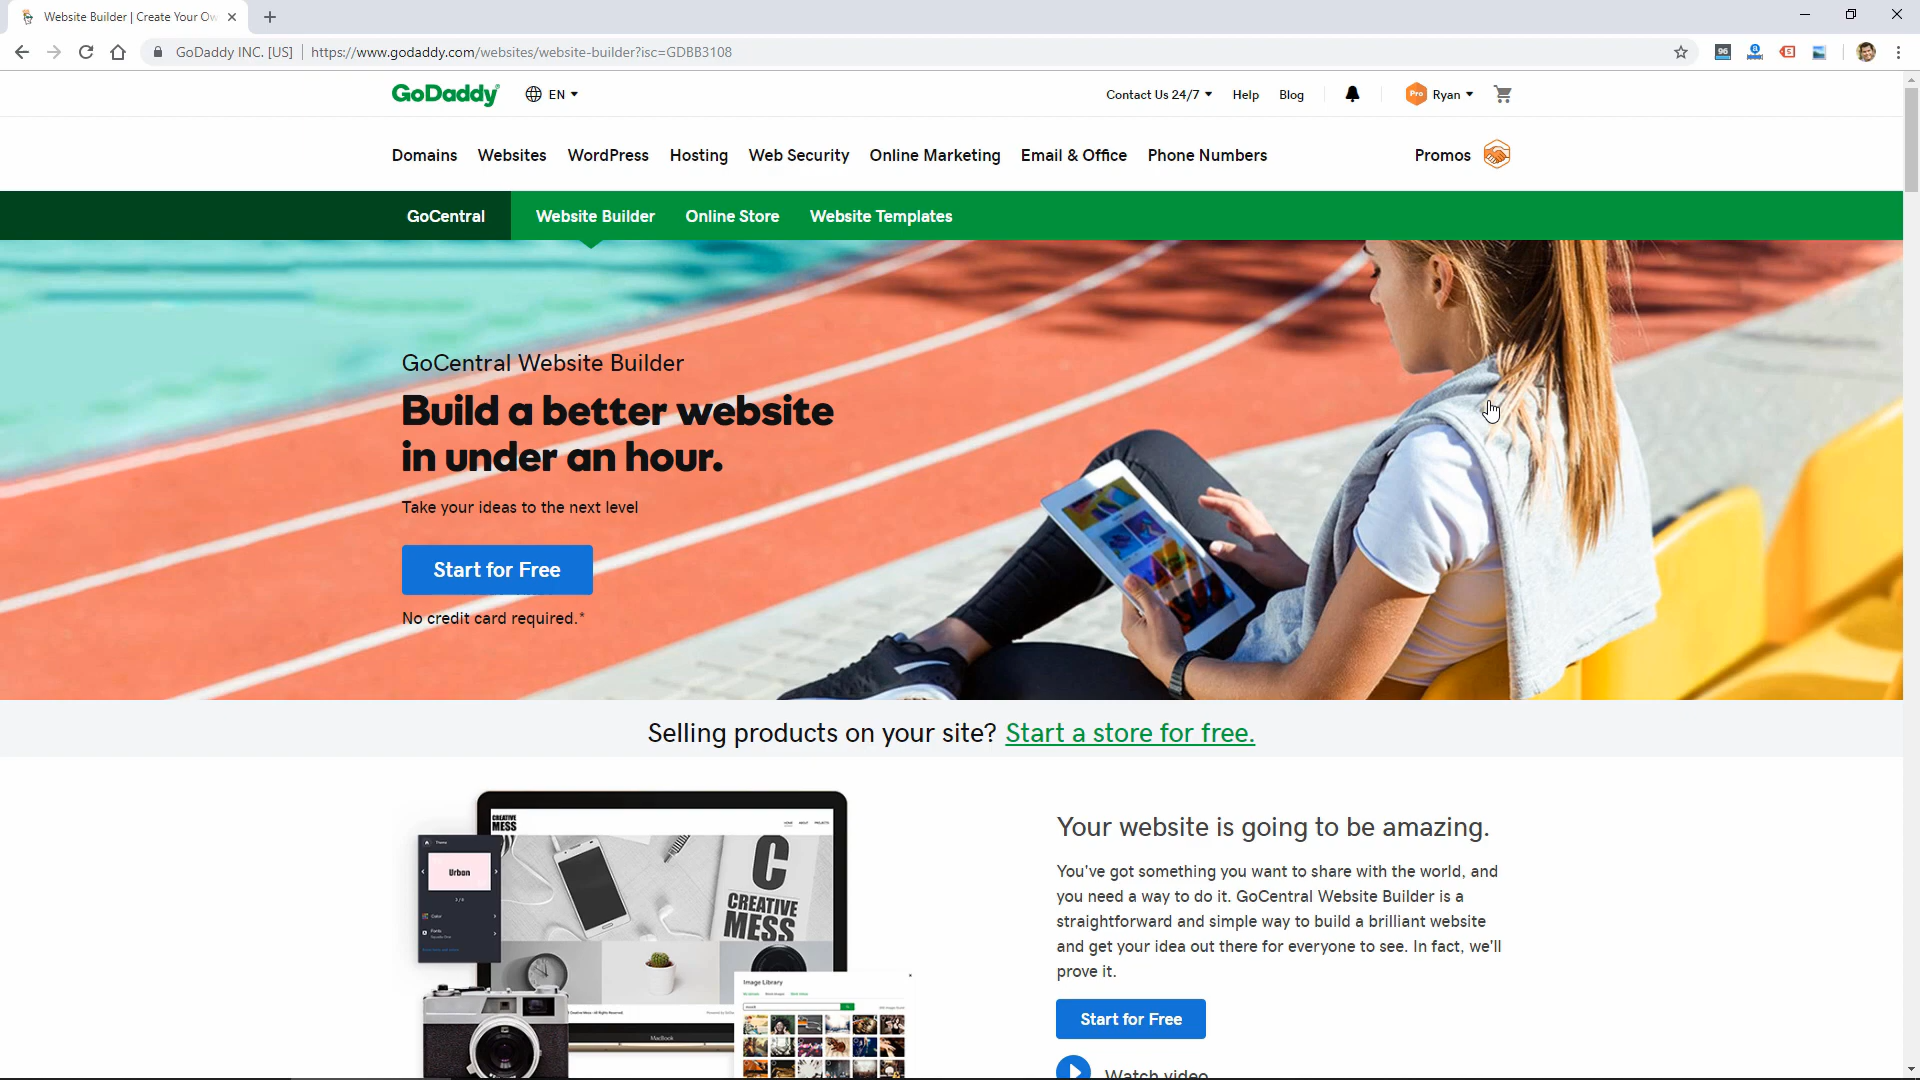 Website Builder | Create Your Ow
GoDaddy INC. [US]
https://www.godaddy.com/websites/website-builder?isc=GDBB3108
96
GoDaddy
EN
Contact Us 24/7
Help
Blog
Pro
Ryan
Domains
Websites
WordPress
Hosting
Web Security
Online Marketing
Email & Office
Phone Numbers
Promos
GoCentral
Website Builder
Online Store
Website Templates
GoCentral Website Builder
Build a better website
in under an hour.
Take your ideas to the next level
Start for Free
No credit card required.*
Selling products on your site? Start a store for free.
CREATIVE
MESS
HOME
ABOUT
PROJECTS
Theme
Urban
Color
Fonts
C
CREATIVE
MESS
MacBook
Image Library
Your website is going to be amazing.
You've got something you want to share with the world, and
you need a way to do it. GoCentral Website Builder is a
straightforward and simple way to build a brilliant website
and get your idea out there for everyone to see. In fact, we'll
prove it.
Start for Free
Watch video